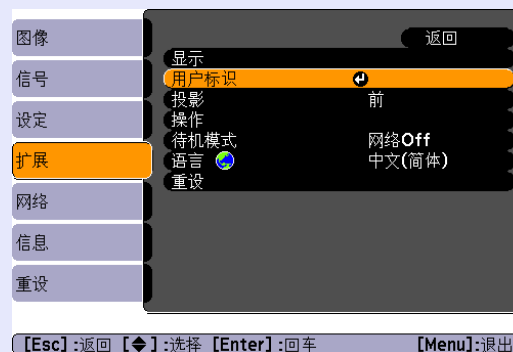 图像
信号
设定
扩展
网络
信息
重设
返回
显示
用户标识
投影 前
操作
待机模式 网络Off
语言 中文(简体)
重设
[Esc] :返回 [◆] :选择 [Enter] :回车 [Menu]:退出